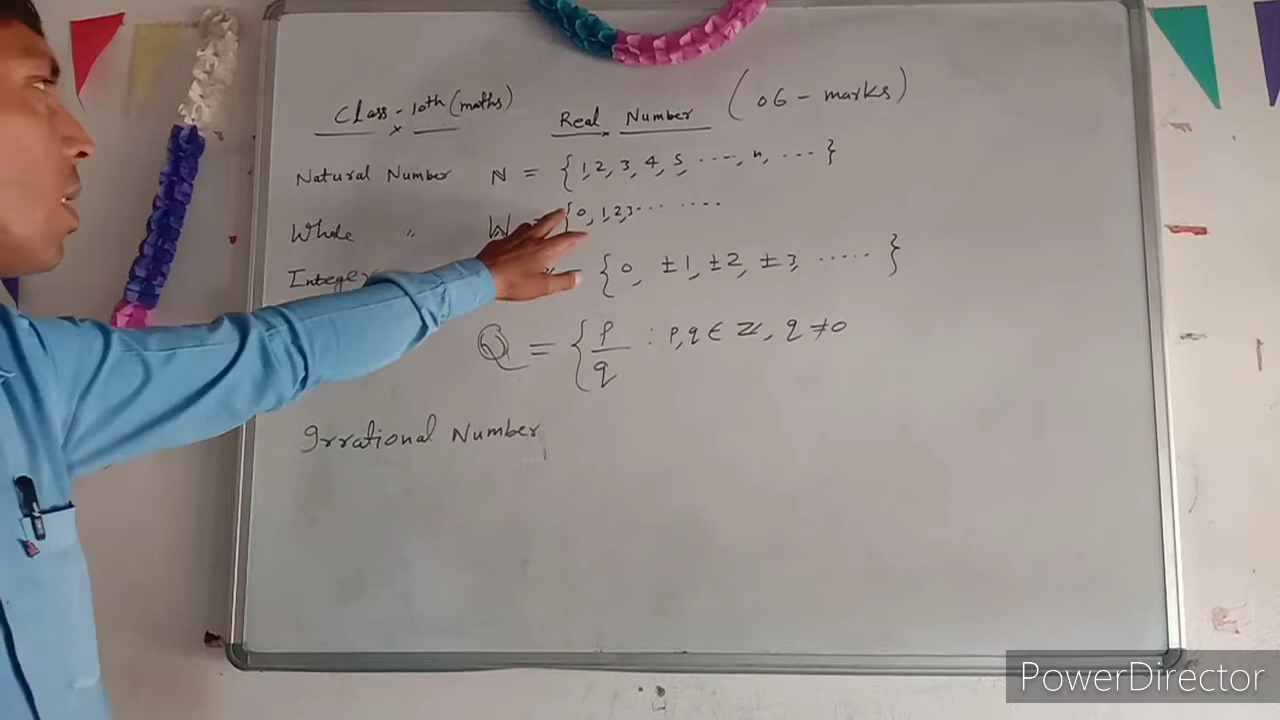 Class - 10th (maths)
Real Number (06 - marks)
Natural Number N = {1, 2, 3, 4, 5, ....., n, .... }
Whole " W = {0, 1, 2, 3 ... ....
= {0, ±1, ±2, ±3, ..... }
Q = {p/q : p, q ∈ Z, q ≠ 0
Irrational Number
PowerDirector